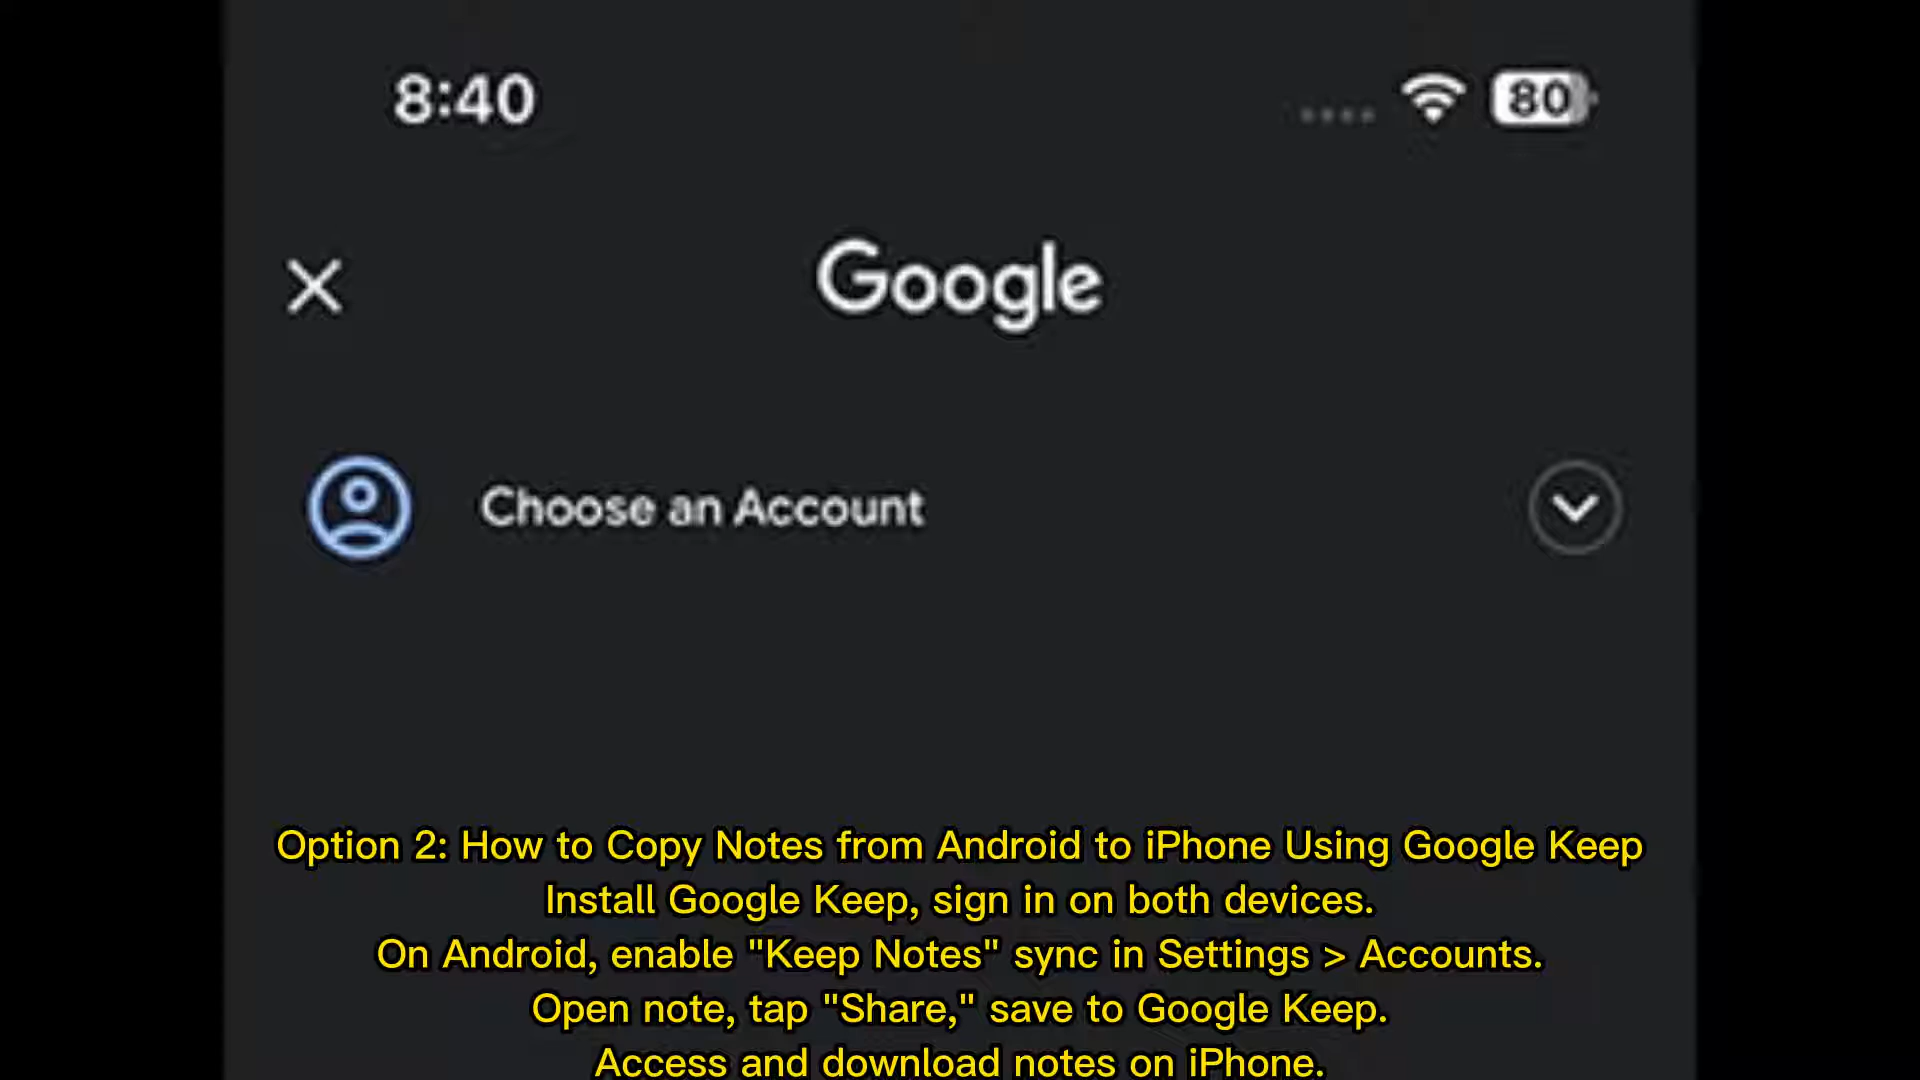 8:40
80
Google
Choose an Account
Option 2: How to Copy Notes from Android to iPhone Using Google Keep
Install Google Keep, sign in on both devices.
On Android, enable "Keep Notes" sync in Settings > Accounts.
Open note, tap "Share," save to Google Keep.
Access and download notes on iPhone.